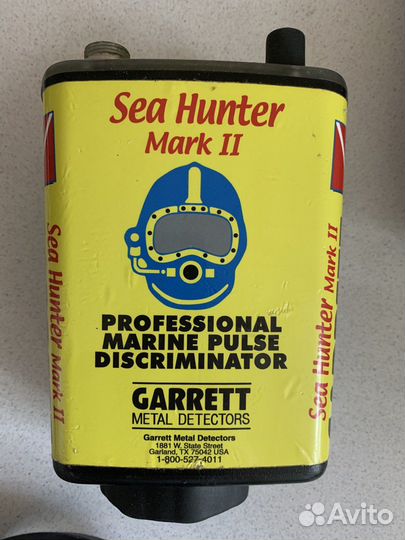 Sea Hunter
Mark II
PROFESSIONAL
MARINE PULSE
DISCRIMINATOR
GARRETT
METAL DETECTORS
Garrett Metal Detectors
1881 W. State Street
Garland, TX 75042 USA
1-800-527-4011
Sea Hunter Mark II
Sea Hunter Mark II
Avito